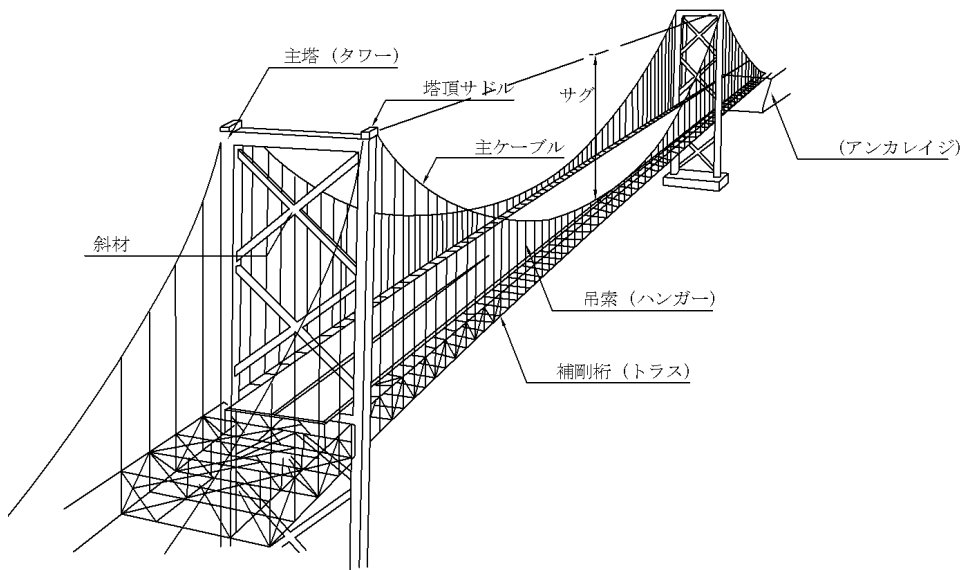 主塔（タワー）
塔頂サドル
サグ
主ケーブル
(アンカレイジ)
斜材
吊索（ハンガー）
補剛桁（トラス）